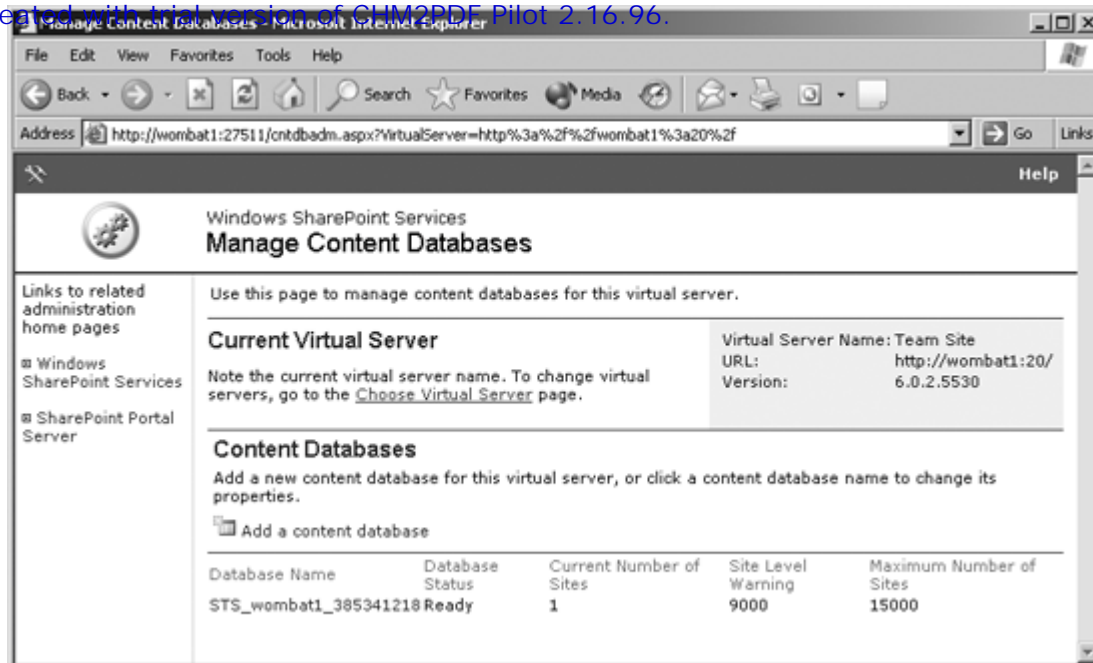 eated with trial version of CHM2PDF Pilot 2.16.96.
Manage Content Databases - Microsoft Internet Explorer
File Edit View Favorites Tools Help
Back Search Favorites Media
Address http://wombat1:27511/cntdbadm.aspx?VirtualServer=http%3a%2f%2fwombat1%3a20%2f Go Links
Help
Windows SharePoint Services
Manage Content Databases
Links to related
administration
home pages
Windows
SharePoint Services
SharePoint Portal
Server
Use this page to manage content databases for this virtual server.
Current Virtual Server
Note the current virtual server name. To change virtual
servers, go to the Choose Virtual Server page.
Virtual Server Name: Team Site
URL: http://wombat1:20/
Version: 6.0.2.5530
Content Databases
Add a new content database for this virtual server, or click a content database name to change its
properties.
Add a content database
Database Name Database Status Current Number of Sites Site Level Warning Maximum Number of Sites
STS_wombat1_385341218 Ready 1 9000 15000